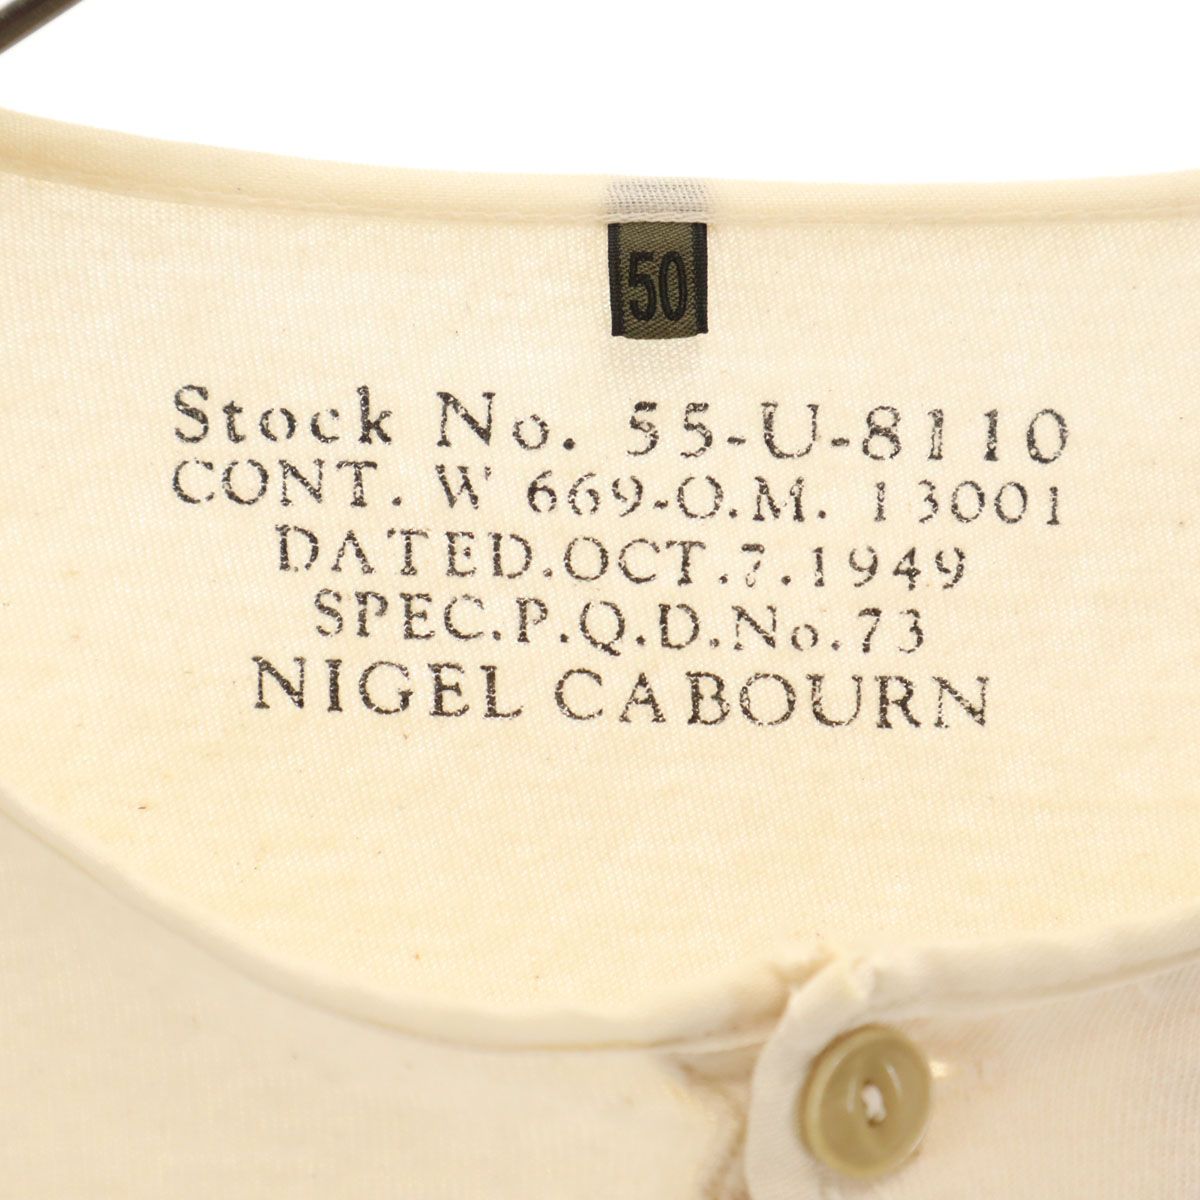 50
Stock No. 55-U-8110
CONT. W 669-O.M. 13001
DATED.OCT.7.1949
SPEC.P.Q.D.No.73
NIGEL CABOURN